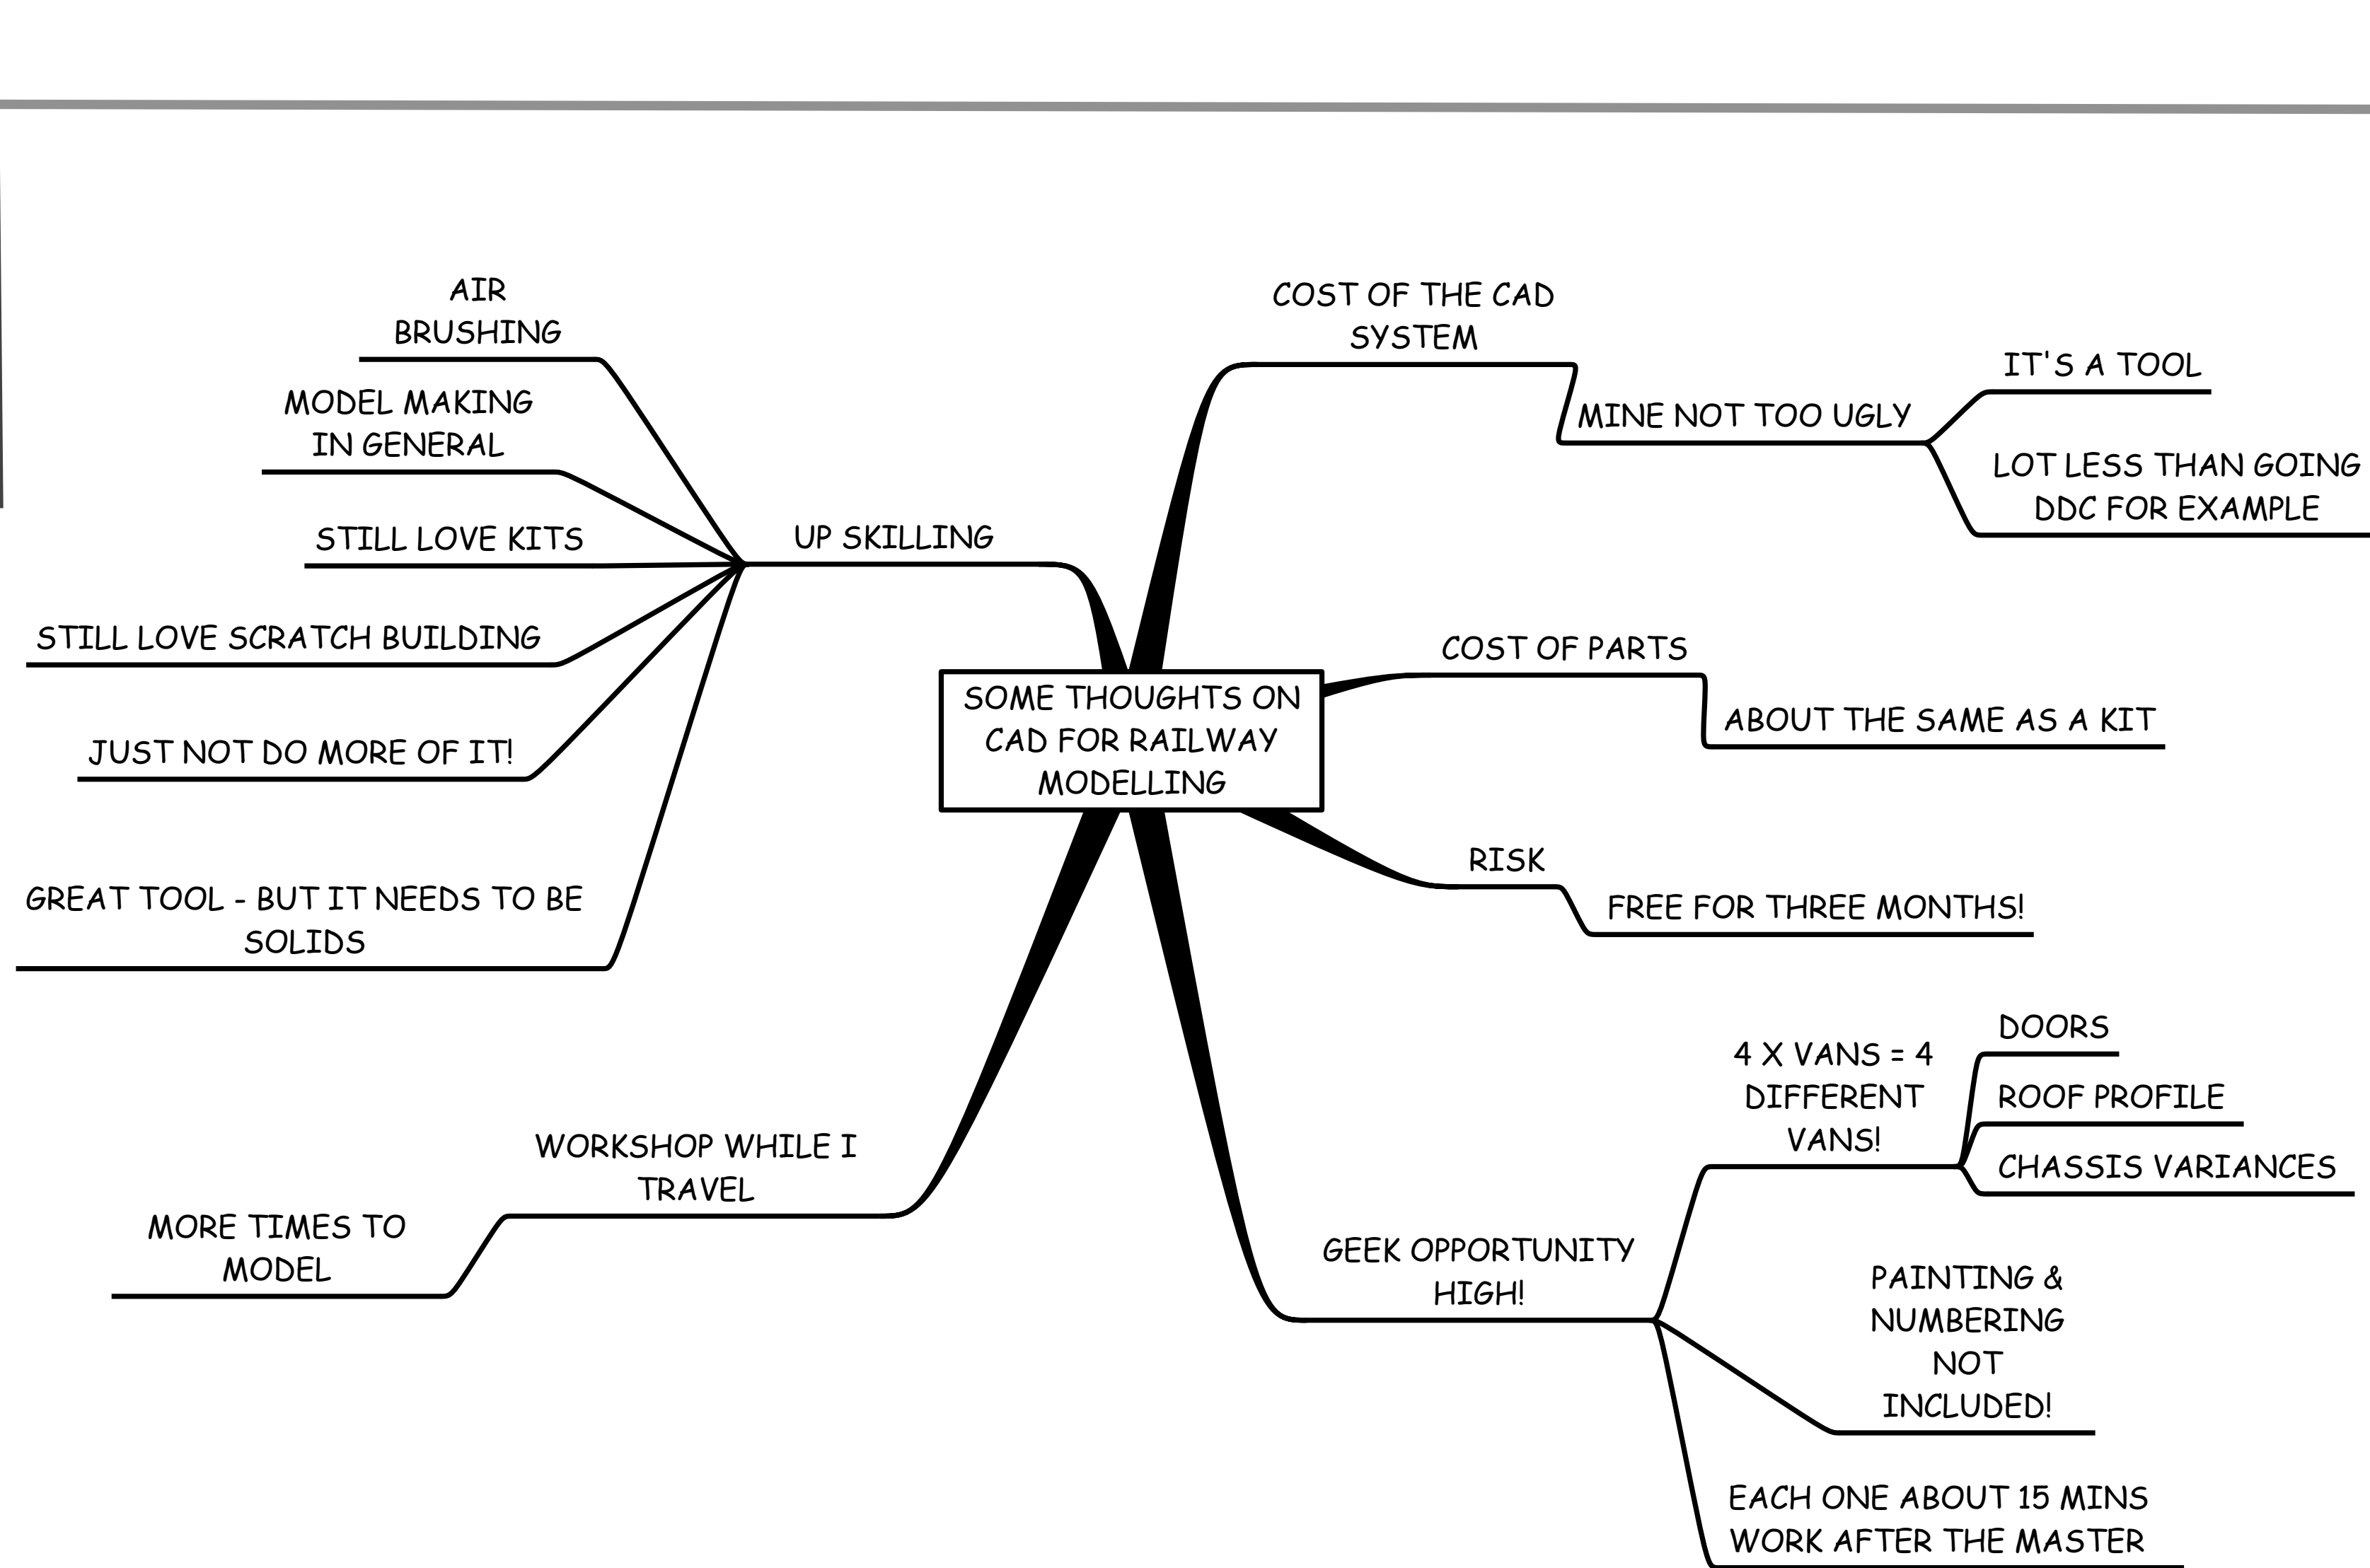 SOME THOUGHTS ON
CAD FOR RAILWAY
MODELLING
COST OF THE CAD
SYSTEM
MINE NOT TOO UGLY
IT'S A TOOL
LOT LESS THAN GOING
DDC FOR EXAMPLE
COST OF PARTS
ABOUT THE SAME AS A KIT
RISK
FREE FOR THREE MONTHS!
GEEK OPPORTUNITY
HIGH!
4 X VANS = 4
DIFFERENT
VANS!
DOORS
ROOF PROFILE
CHASSIS VARIANCES
PAINTING &
NUMBERING
NOT
INCLUDED!
EACH ONE ABOUT 15 MINS
WORK AFTER THE MASTER
WORKSHOP WHILE I
TRAVEL
MORE TIMES TO
MODEL
UP SKILLING
AIR
BRUSHING
MODEL MAKING
IN GENERAL
STILL LOVE KITS
STILL LOVE SCRATCH BUILDING
JUST NOT DO MORE OF IT!
GREAT TOOL - BUT IT NEEDS TO BE
SOLIDS